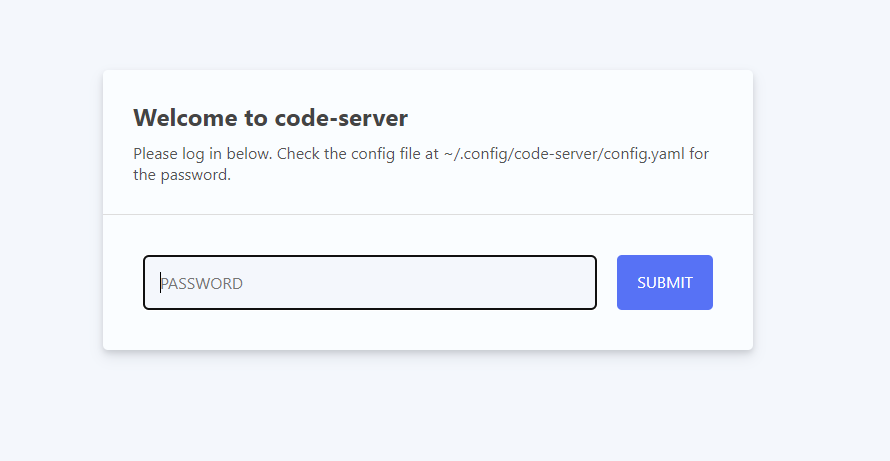 Welcome to code-server
Please log in below. Check the config file at ~/.config/code-server/config.yaml for
the password.
PASSWORD
SUBMIT